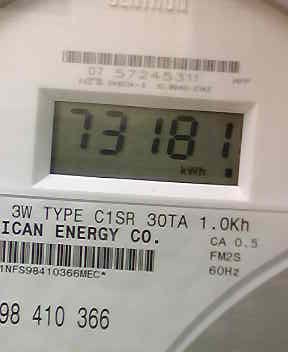 CENTRON
07 57245311
73181
kWh
3W TYPE C1SR 30TA 1.0Kh
ICAN ENERGY CO.
CA 0.5
FM2S
60Hz
1NFS98410366MEC*
98 410 366